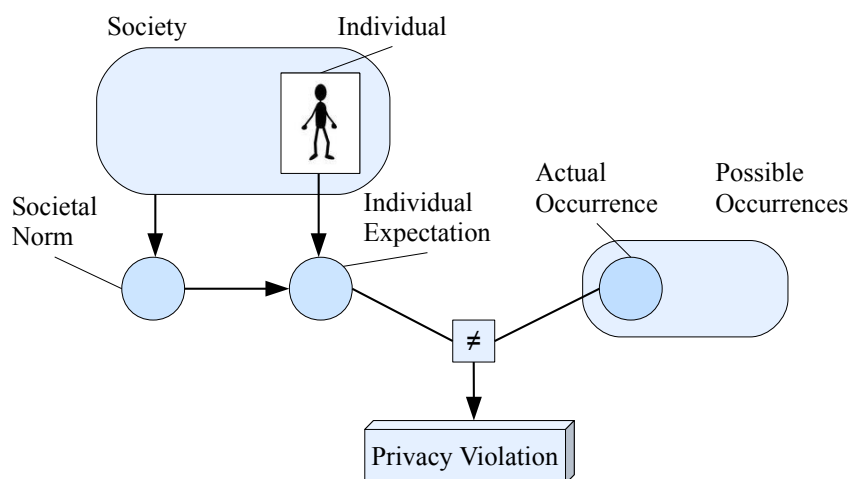 Society
Individual
Actual
Occurrence
Possible
Occurrences
Societal
Norm
Individual
Expectation
≠
Privacy Violation